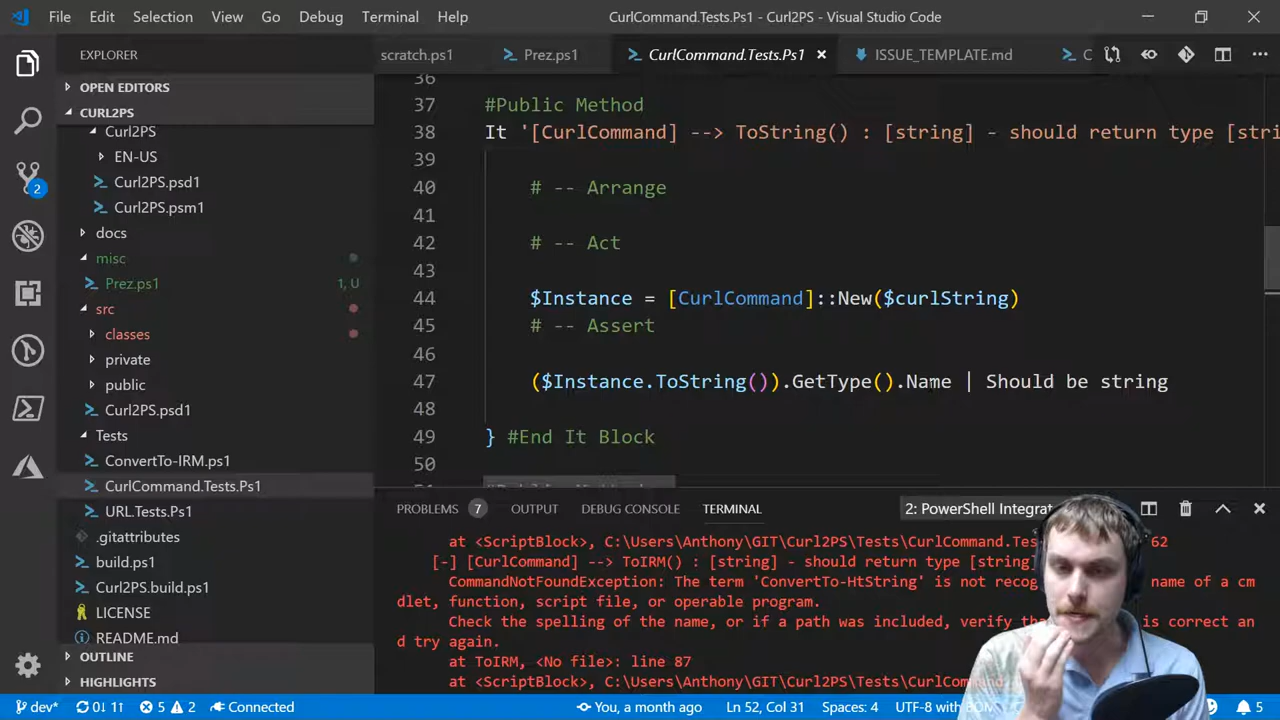 File Edit Selection View Go Debug Terminal Help CurlCommand.Tests.Ps1 - Curl2PS - Visual Studio Code
EXPLORER
OPEN EDITORS
CURL2PS
Curl2PS
EN-US
Curl2PS.psd1
Curl2PS.psm1
docs
misc
Prez.ps1 1, U
src
classes
private
public
Curl2PS.psd1
Tests
ConvertTo-IRM.ps1
CurlCommand.Tests.Ps1
URL.Tests.Ps1
.gitattributes
build.ps1
Curl2PS.build.ps1
LICENSE
README.md
OUTLINE
HIGHLIGHTS
2
scratch.ps1 Prez.ps1 CurlCommand.Tests.Ps1 ISSUE_TEMPLATE.md C
36
37 #Public Method
38 It '[CurlCommand] --> ToString() : [string] - should return type [stri
39
40 # -- Arrange
41
42 # -- Act
43
44 $Instance = [CurlCommand]::New($curlString)
45 # -- Assert
46
47 ($Instance.ToString()).GetType().Name | Should be string
48
49 } #End It Block
50
PROBLEMS 7 OUTPUT DEBUG CONSOLE TERMINAL 2: PowerShell Integrat
at <ScriptBlock>, C:\Users\Anthony\GIT\Curl2PS\Tests\CurlCommand.Tes 62
[-] [CurlCommand] --> ToIRM() : [string] - should return type [string]
CommandNotFoundException: The term 'ConvertTo-HtString' is not recog name of a cm
dlet, function, script file, or operable program.
Check the spelling of the name, or if a path was included, verify tha is correct an
d try again.
at ToIRM, <No file>: line 87
at <ScriptBlock>, C:\Users\Anthony\GIT\Curl2PS\Tests\CurlComman
dev* 0↓ 1↑ 5 2 Connected You, a month ago Ln 52, Col 31 Spaces: 4 UTF-8 with BOM 5